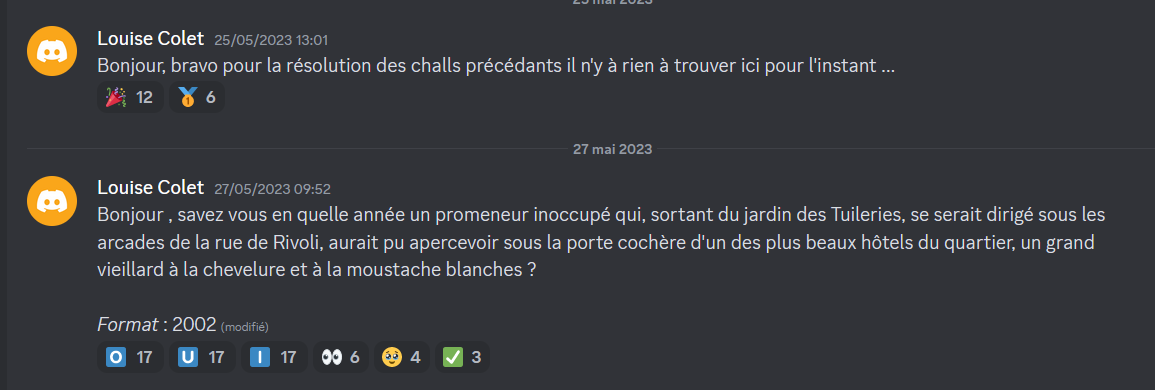 25 mai 2023
Louise Colet 25/05/2023 13:01
Bonjour, bravo pour la résolution des challs précédants il n'y à rien à trouver ici pour l'instant ...
12 6
27 mai 2023
Louise Colet 27/05/2023 09:52
Bonjour , savez vous en quelle année un promeneur inoccupé qui, sortant du jardin des Tuileries, se serait dirigé sous les
arcades de la rue de Rivoli, aurait pu apercevoir sous la porte cochère d'un des plus beaux hôtels du quartier, un grand
vieillard à la chevelure et à la moustache blanches ?
Format : 2002 (modifié)
O 17 U 17 I 17 6 4 3